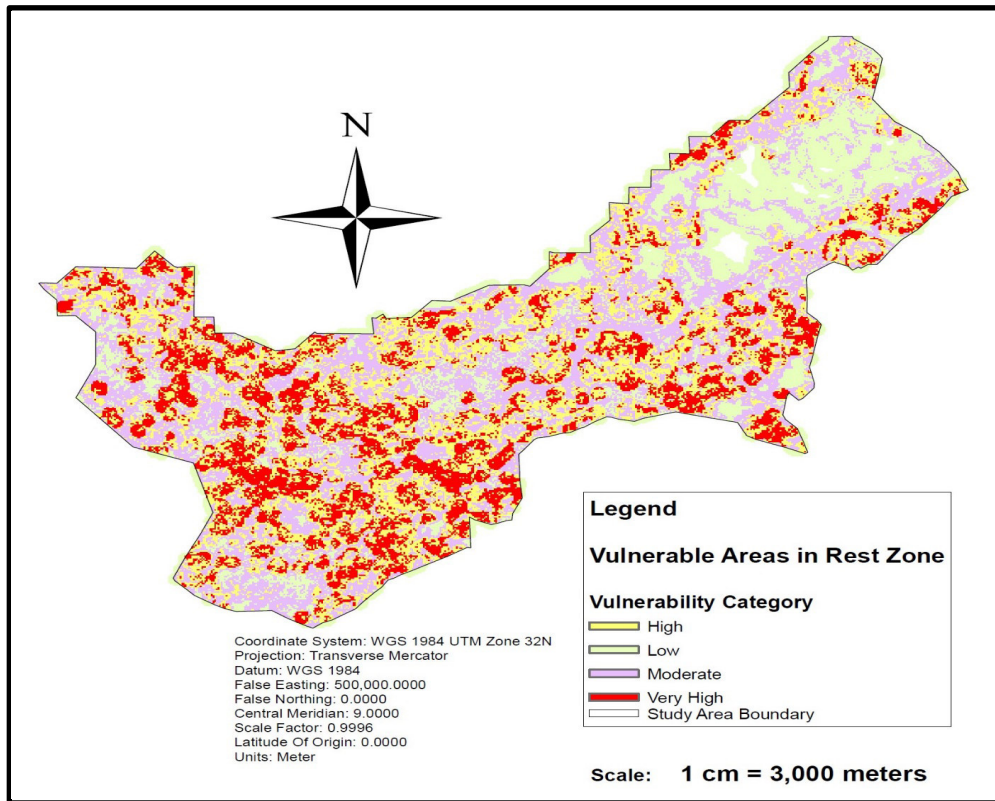 N
Legend
Vulnerable Areas in Rest Zone
Vulnerability Category
High
Low
Moderate
Very High
Study Area Boundary
Coordinate System: WGS 1984 UTM Zone 32N
Projection: Transverse Mercator
Datum: WGS 1984
False Easting: 500,000.0000
False Northing: 0.0000
Central Meridian: 9.0000
Scale Factor: 0.9996
Latitude Of Origin: 0.0000
Units: Meter
Scale: 1 cm = 3,000 meters